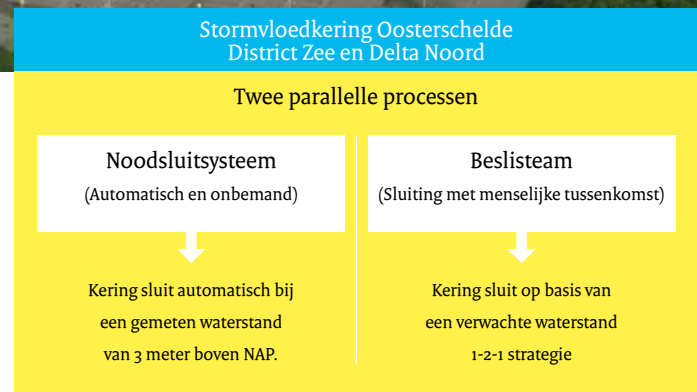 Stormvloedkering Oosterschelde
District Zee en Delta Noord
Twee parallelle processen
Noodsluitsysteem
(Automatisch en onbemand)
Kering sluit automatisch bij
een gemeten waterstand
van 3 meter boven NAP.
Beslisteam
(Sluiting met menselijke tussenkomst)
Kering sluit op basis van
een verwachte waterstand
1-2-1 strategie